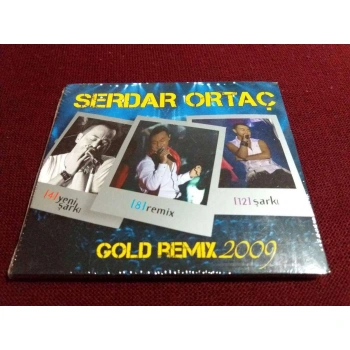 SERDAR ORTAÇ
[4]yeni şarkı
[8]remix
[12]şarkı
GOLD REMIX 2009